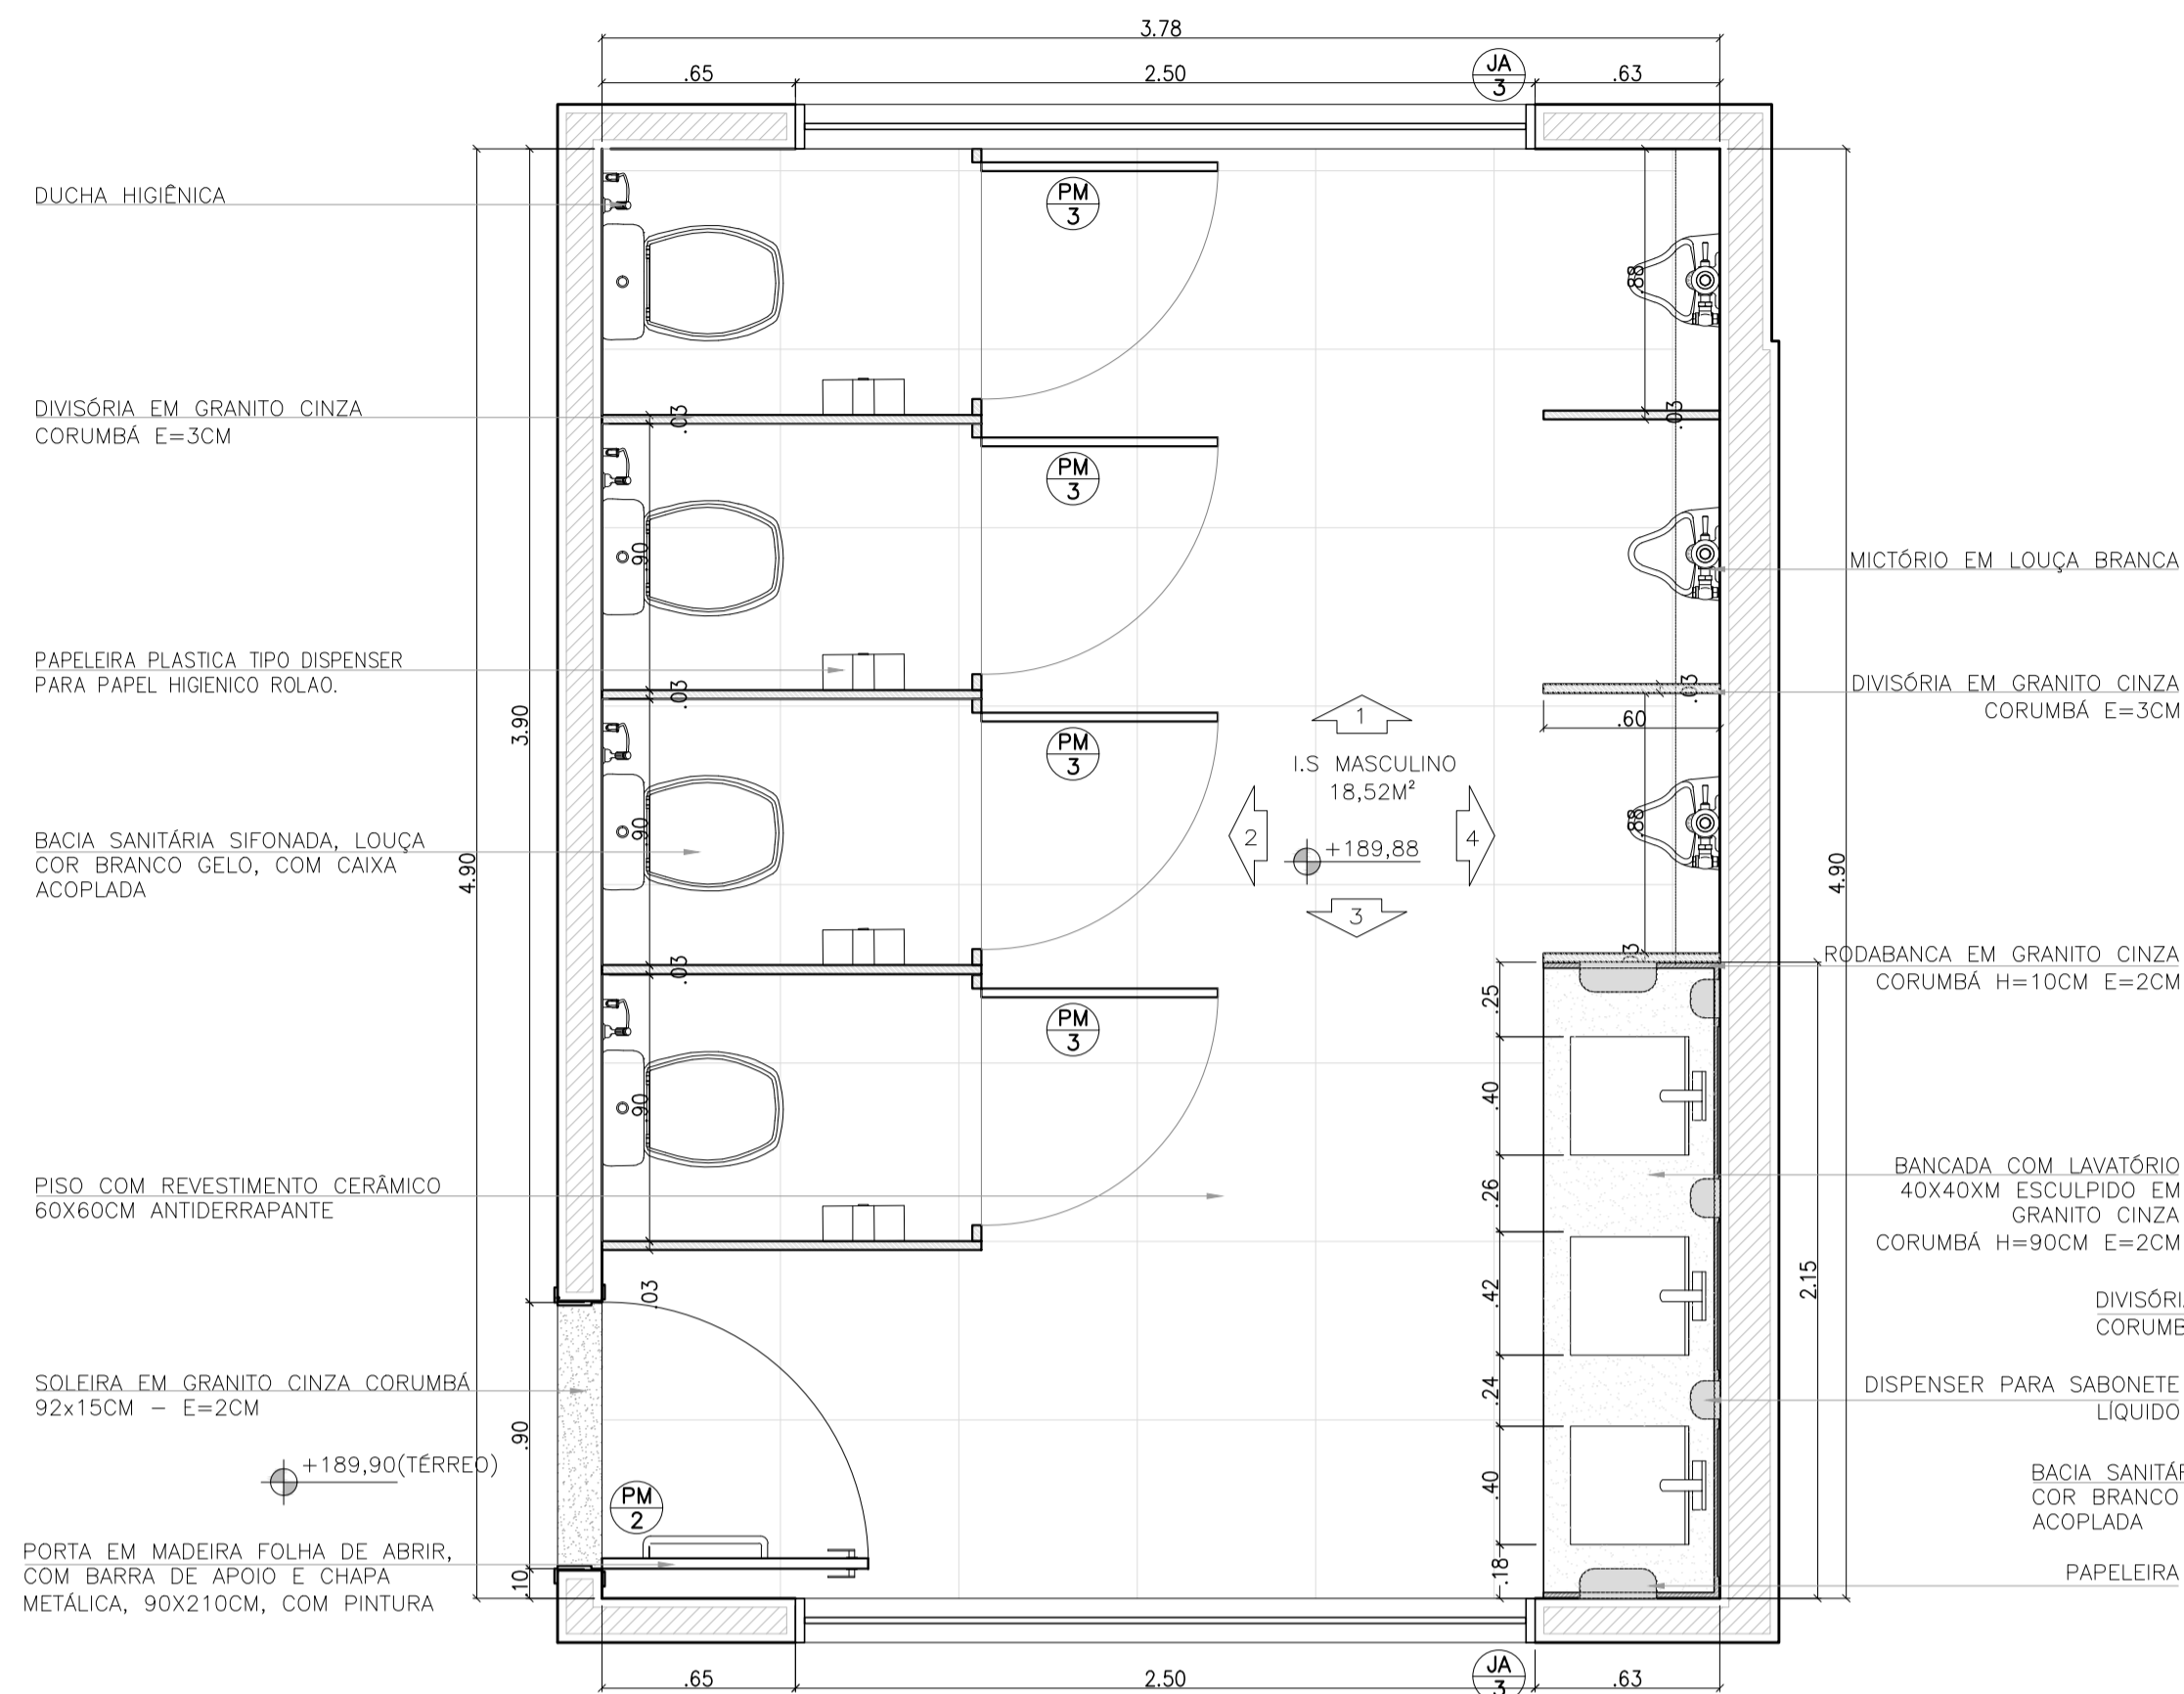 3.78
.65
2.50
JA
3
.63
DUCHA HIGIÊNICA
PM
3
.88
DIVISÓRIA EM GRANITO CINZA
CORUMBÁ E=3CM
.03
.03
PM
3
.90
MICTÓRIO EM LOUÇA BRANCA
PAPELEIRA PLASTICA TIPO DISPENSER
PARA PAPEL HIGIENICO ROLAO.
.03
.03
DIVISÓRIA EM GRANITO CINZA
CORUMBÁ E=3CM
.60
3.90
PM
3
1
I.S MASCULINO
18,52M²
2
4
+189,88
3
.88
.90
BACIA SANITÁRIA SIFONADA, LOUÇA
COR BRANCO GELO, COM CAIXA
ACOPLADA
4.90
4.90
.03
RODABANCA EM GRANITO CINZA
CORUMBÁ H=10CM E=2CM
.25
PM
3
.90
.40
PISO COM REVESTIMENTO CERÂMICO
60X60CM ANTIDERRAPANTE
.26
BANCADA COM LAVATÓRIO
40X40XM ESCULPIDO EM
GRANITO CINZA
CORUMBÁ H=90CM E=2CM
.03
.42
2.15
CORUMB
SOLEIRA EM GRANITO CINZA CORUMBÁ
92x15CM – E=2CM
.24
DISPENSER PARA SABONETE
LÍQUIDO
.90
+189,90(TÉRREO)
PM
2
.40
COR BRANCO
ACOPLADA
PORTA EM MADEIRA FOLHA DE ABRIR,
COM BARRA DE APOIO E CHAPA
METÁLICA, 90X210CM, COM PINTURA
.10
.18
PAPELEIRA
.65
2.50
JA
3
.63